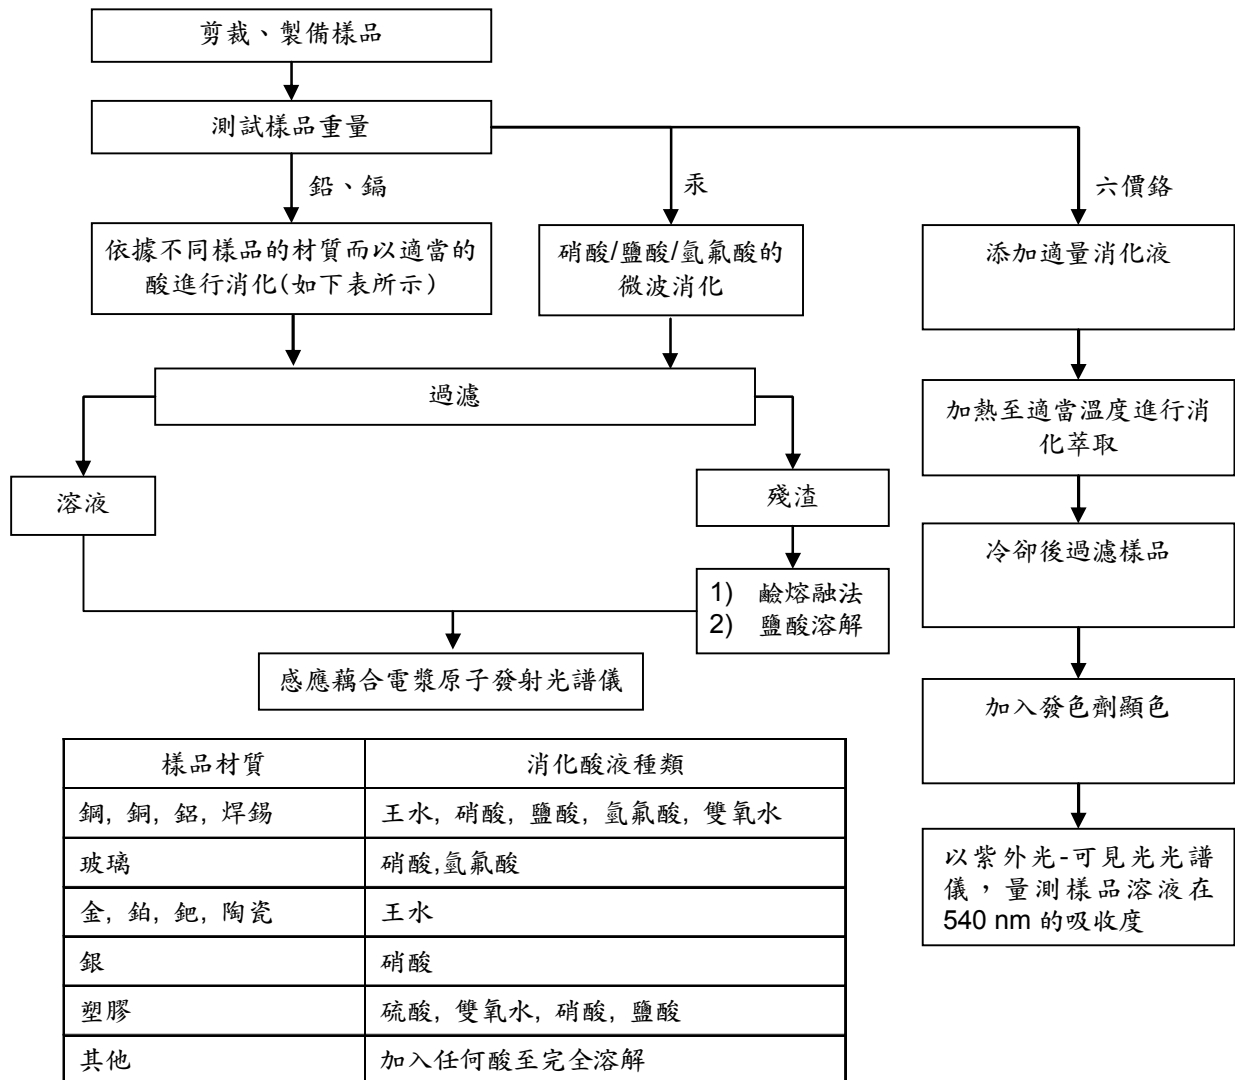 剪裁、製備樣品
測試樣品重量
鉛、鎘
汞
六價鉻
依據不同樣品的材質而以適當的
酸進行消化(如下表所示)
硝酸/鹽酸/氫氟酸的
微波消化
添加適量消化液
過濾
加熱至適當溫度進行消
化萃取
溶液
殘渣
冷卻後過濾樣品
1) 鹼熔融法
2) 鹽酸溶解
感應藕合電漿原子發射光譜儀
加入發色劑顯色
以紫外光-可見光光譜
儀，量測樣品溶液在
540 nm 的吸收度
樣品材質 消化酸液種類
鋼, 銅, 鋁, 焊錫 王水, 硝酸, 鹽酸, 氫氟酸, 雙氧水
玻璃 硝酸,氫氟酸
金, 鉑, 鈀, 陶瓷 王水
銀 硝酸
塑膠 硫酸, 雙氧水, 硝酸, 鹽酸
其他 加入任何酸至完全溶解